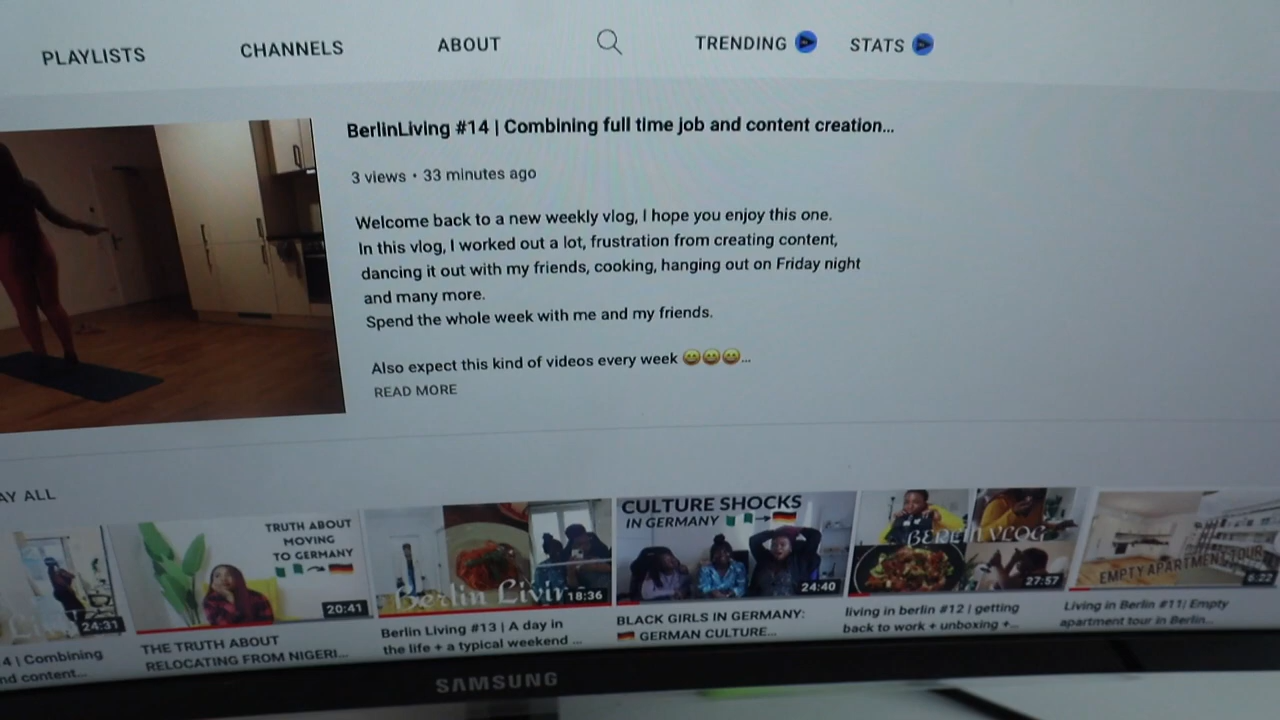 PLAYLISTS CHANNELS ABOUT TRENDING STATS
BerlinLiving #14 | Combining full time job and content creation...
3 views • 33 minutes ago
Welcome back to a new weekly vlog, I hope you enjoy this one.
In this vlog, I worked out a lot, frustration from creating content,
dancing it out with my friends, cooking, hanging out on Friday night
and many more.
Spend the whole week with me and my friends.
Also expect this kind of videos every week 😀😀😀...
READ MORE
AY ALL
24:31
4 | Combining
nd content...
TRUTH ABOUT
MOVING
TO GERMANY
20:41
THE TRUTH ABOUT
RELOCATING FROM NIGERI...
Berlin Livin
18:36
Berlin Living #13 | A day in
the life + a typical weekend ...
CULTURE SHOCKS
IN GERMANY
24:40
BLACK GIRLS IN GERMANY:
🇩🇪 GERMAN CULTURE...
BERLIN VLOG
27:57
living in berlin #12 | getting
back to work + unboxing +...
EMPTY APARTMENT TOUR
6:22
Living in Berlin #11| Empty
apartment tour in Berlin...
SAMSUNG